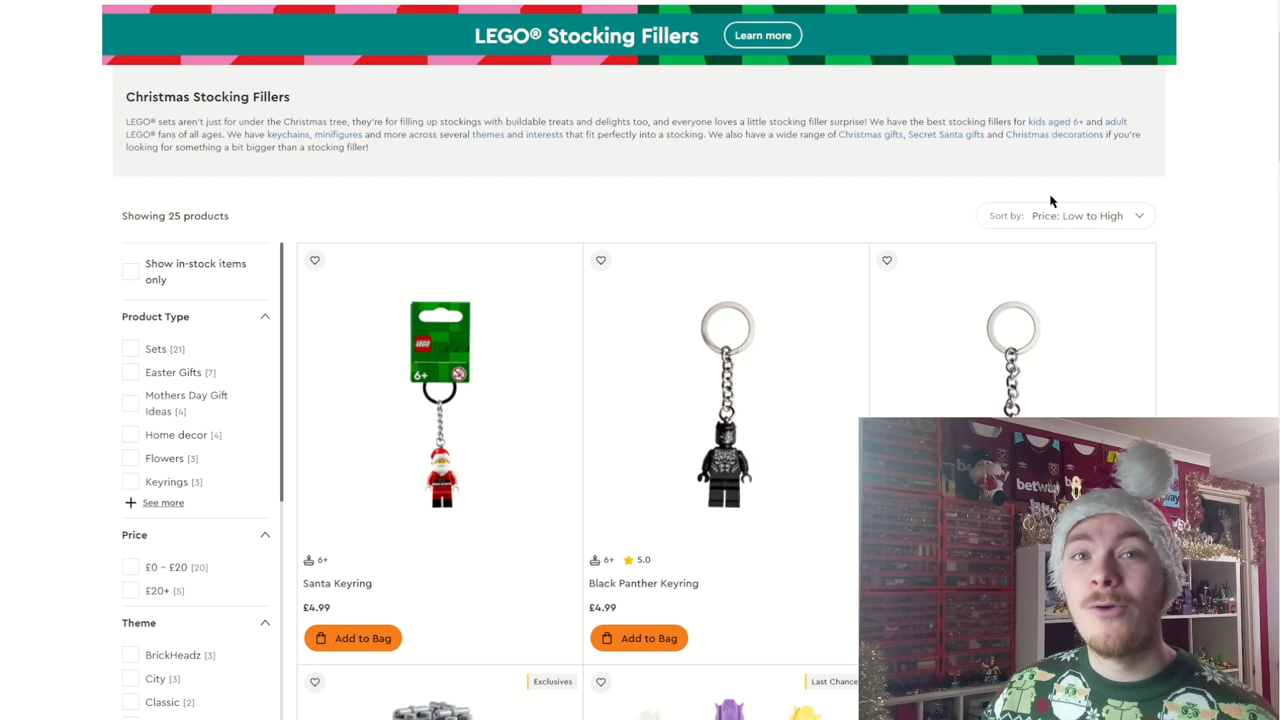 LEGO® Stocking Fillers
Learn more
Christmas Stocking Fillers
LEGO® sets aren't just for under the Christmas tree, they're for filling up stockings with buildable treats and delights too, and everyone loves a little stocking filler surprise! We have the best stocking fillers for kids aged 6+ and adult
LEGO® fans of all ages. We have keychains, minifigures and more across several themes and interests that fit perfectly into a stocking. We also have a wide range of Christmas gifts, Secret Santa gifts and Christmas decorations if you're
looking for something a bit bigger than a stocking filler!
Showing 25 products
Sort by: Price: Low to High
Show in-stock items
only
Product Type
Sets [21]
Easter Gifts [7]
Mothers Day Gift
Ideas [4]
Home decor [4]
Flowers [3]
Keyrings [3]
See more
Price
£0 – £20 [20]
£20+ [5]
Theme
BrickHeadz [3]
City [3]
Classic [2]
LEGO
6+
6+
Santa Keyring
£4.99
Add to Bag
6+ 5.0
Black Panther Keyring
£4.99
Add to Bag
Exclusives
Last Chance
betway
tway